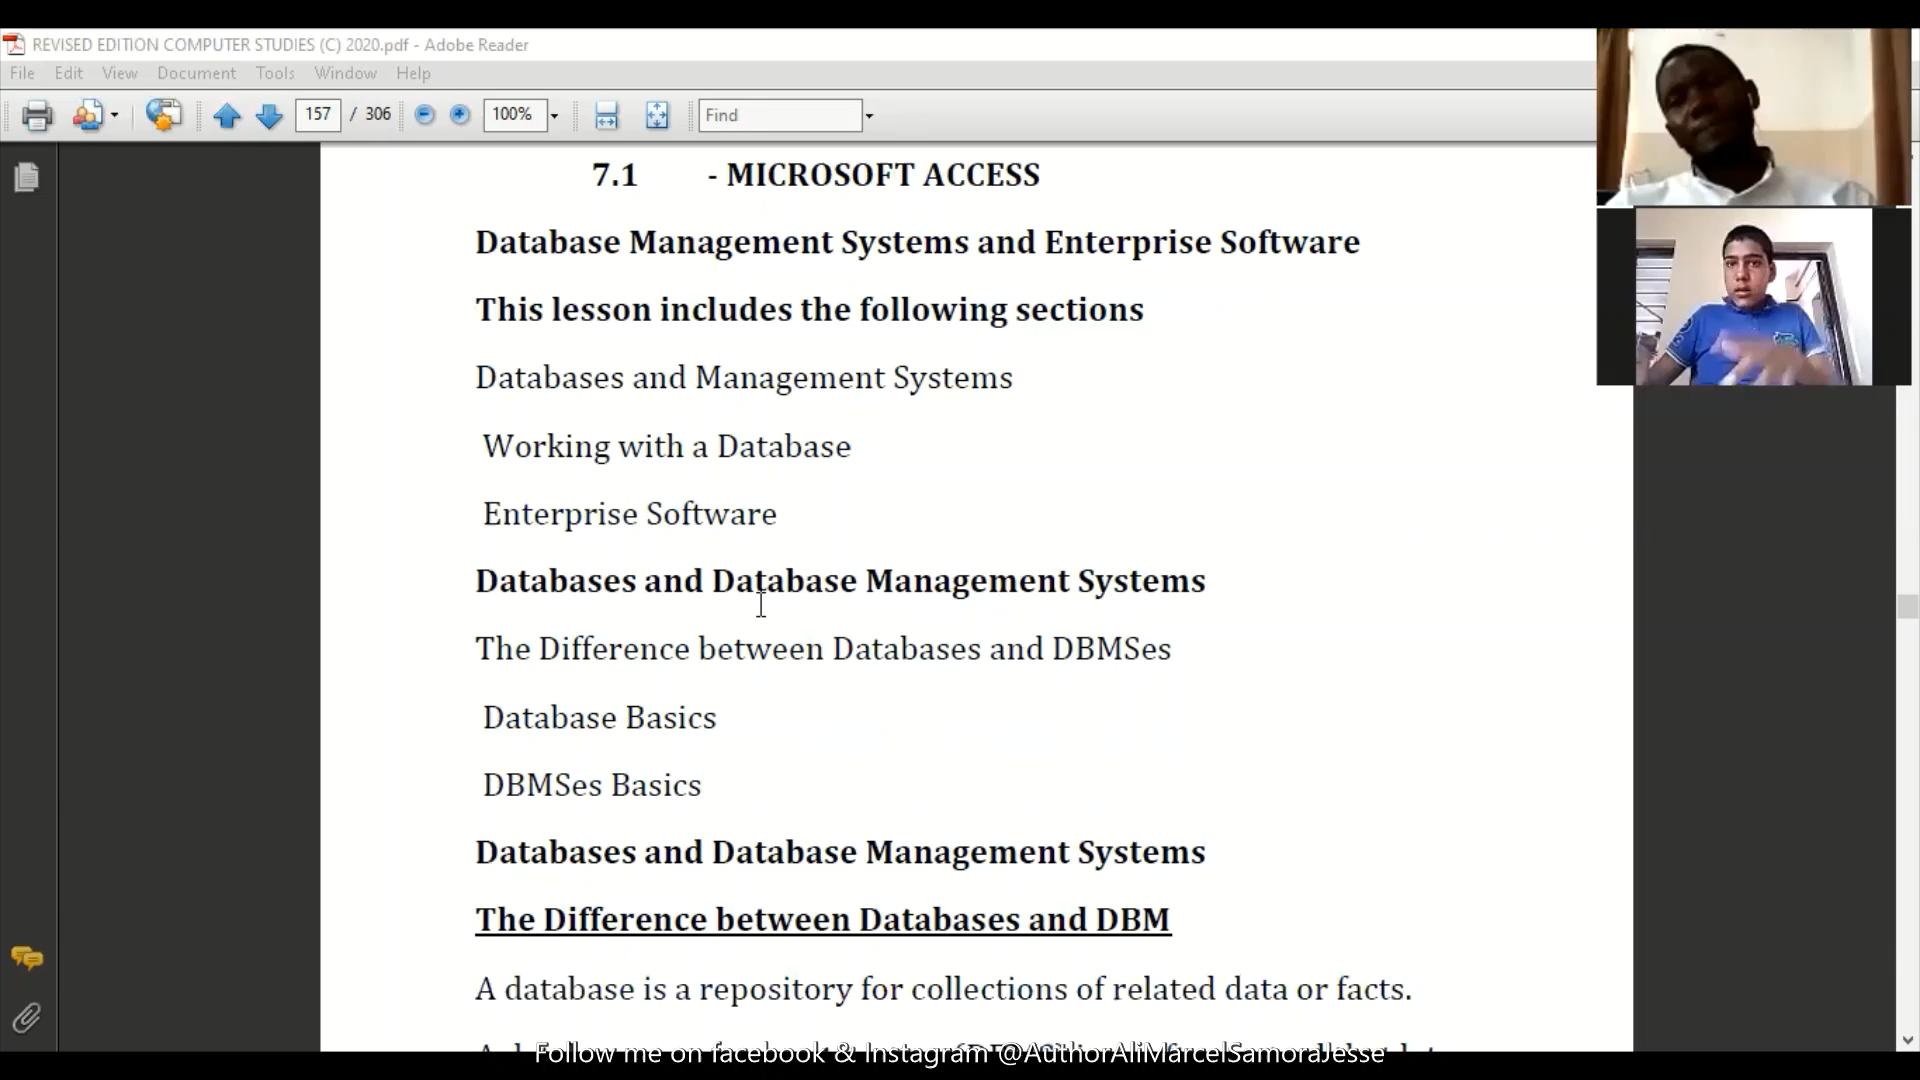 REVISED EDITION COMPUTER STUDIES (C) 2020.pdf - Adobe Reader
File Edit View Document Tools Window Help
157 / 306 100% Find
7.1 - MICROSOFT ACCESS
Database Management Systems and Enterprise Software
This lesson includes the following sections
Databases and Management Systems
Working with a Database
Enterprise Software
Databases and Database Management Systems
The Difference between Databases and DBMSes
Database Basics
DBMSes Basics
Databases and Database Management Systems
The Difference between Databases and DBM
A database is a repository for collections of related data or facts.
Follow me on facebook & Instagram @AuthorAliMarcelSamoraJesse